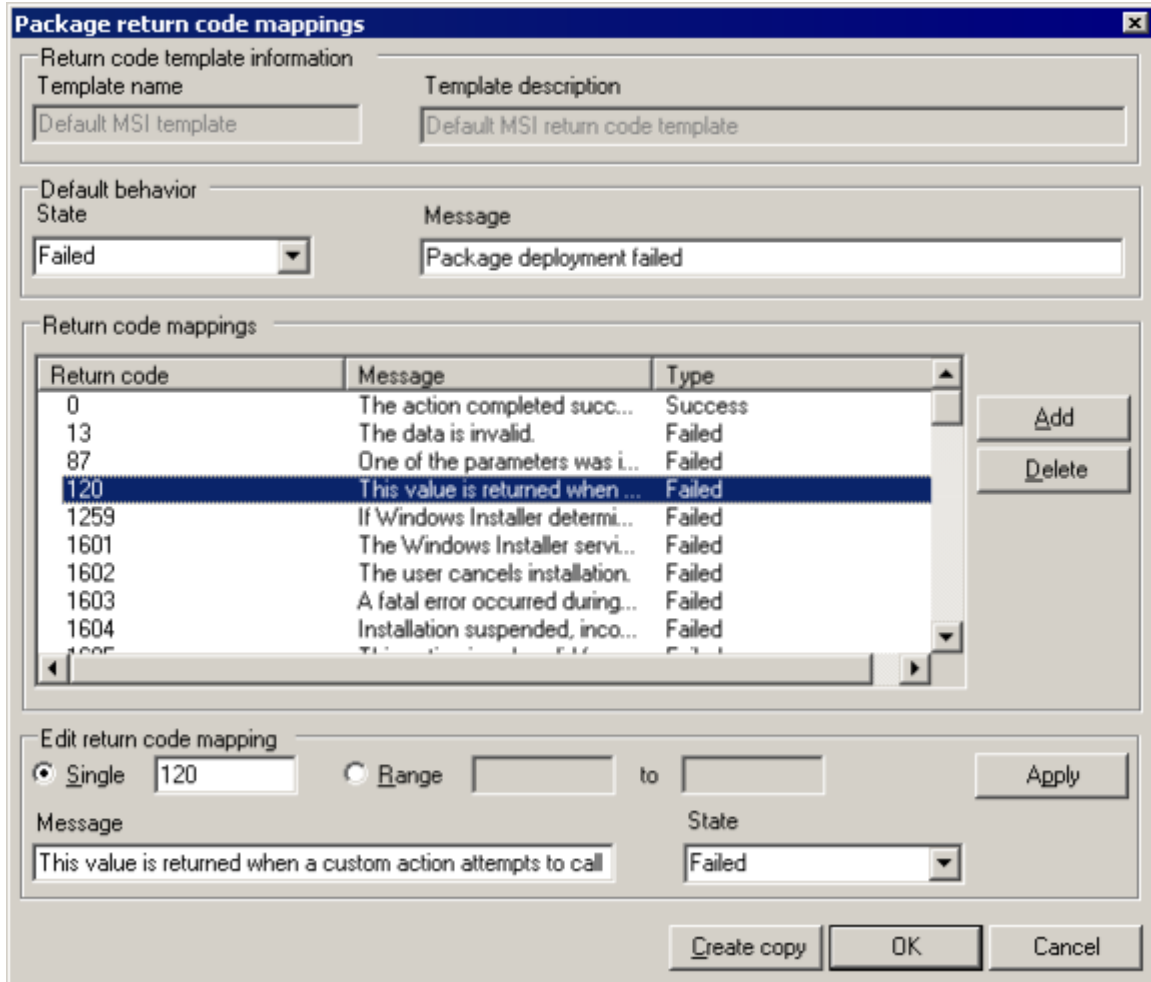 Package return code mappings
Return code template information
Template name Template description
Default MSI template Default MSI return code template
Default behavior
State Message
Failed Package deployment failed
Return code mappings
Return code Message Type
0 The action completed succ... Success
13 The data is invalid. Failed
87 One of the parameters was i... Failed
120 This value is returned when ... Failed
1259 If Windows Installer determi... Failed
1601 The Windows Installer servi... Failed
1602 The user cancels installation. Failed
1603 A fatal error occurred during... Failed
1604 Installation suspended, inco... Failed
Add
Delete
Edit return code mapping
Single 120 Range to Apply
Message State
This value is returned when a custom action attempts to call Failed
Create copy OK Cancel